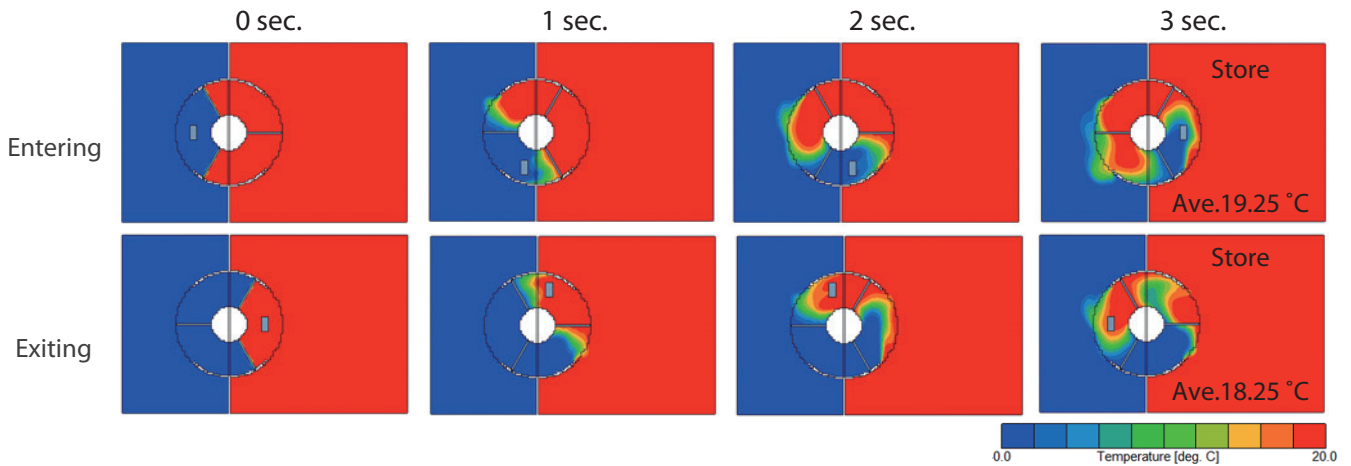 0 sec.
1 sec.
2 sec.
3 sec.
Entering
Store
Ave.19.25 ˚C
Exiting
Store
Ave.18.25 ˚C
0.0
Temperature [deg. C]
20.0